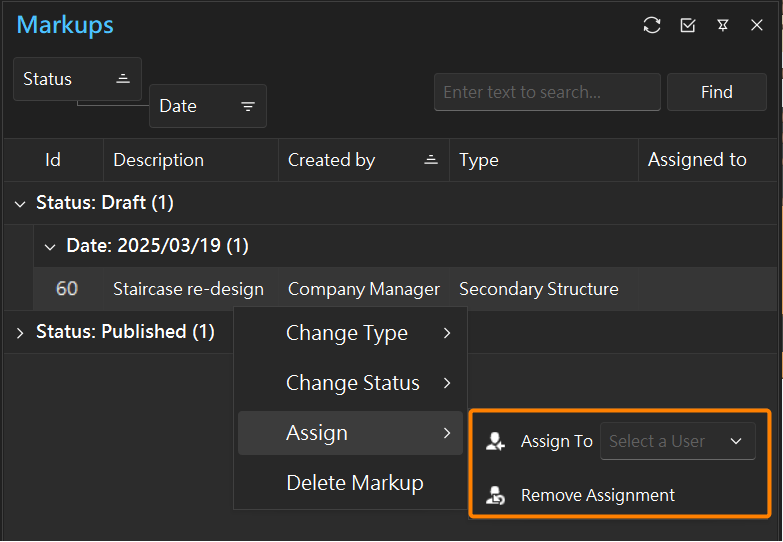 Markups
Status
Date
Enter text to search...
Find
Id Description Created by Type Assigned to
Status: Draft (1)
Date: 2025/03/19 (1)
60 Staircase re-design Company Manager Secondary Structure
Status: Published (1)
Change Type
Change Status
Assign
Delete Markup
Assign To Select a User
Remove Assignment